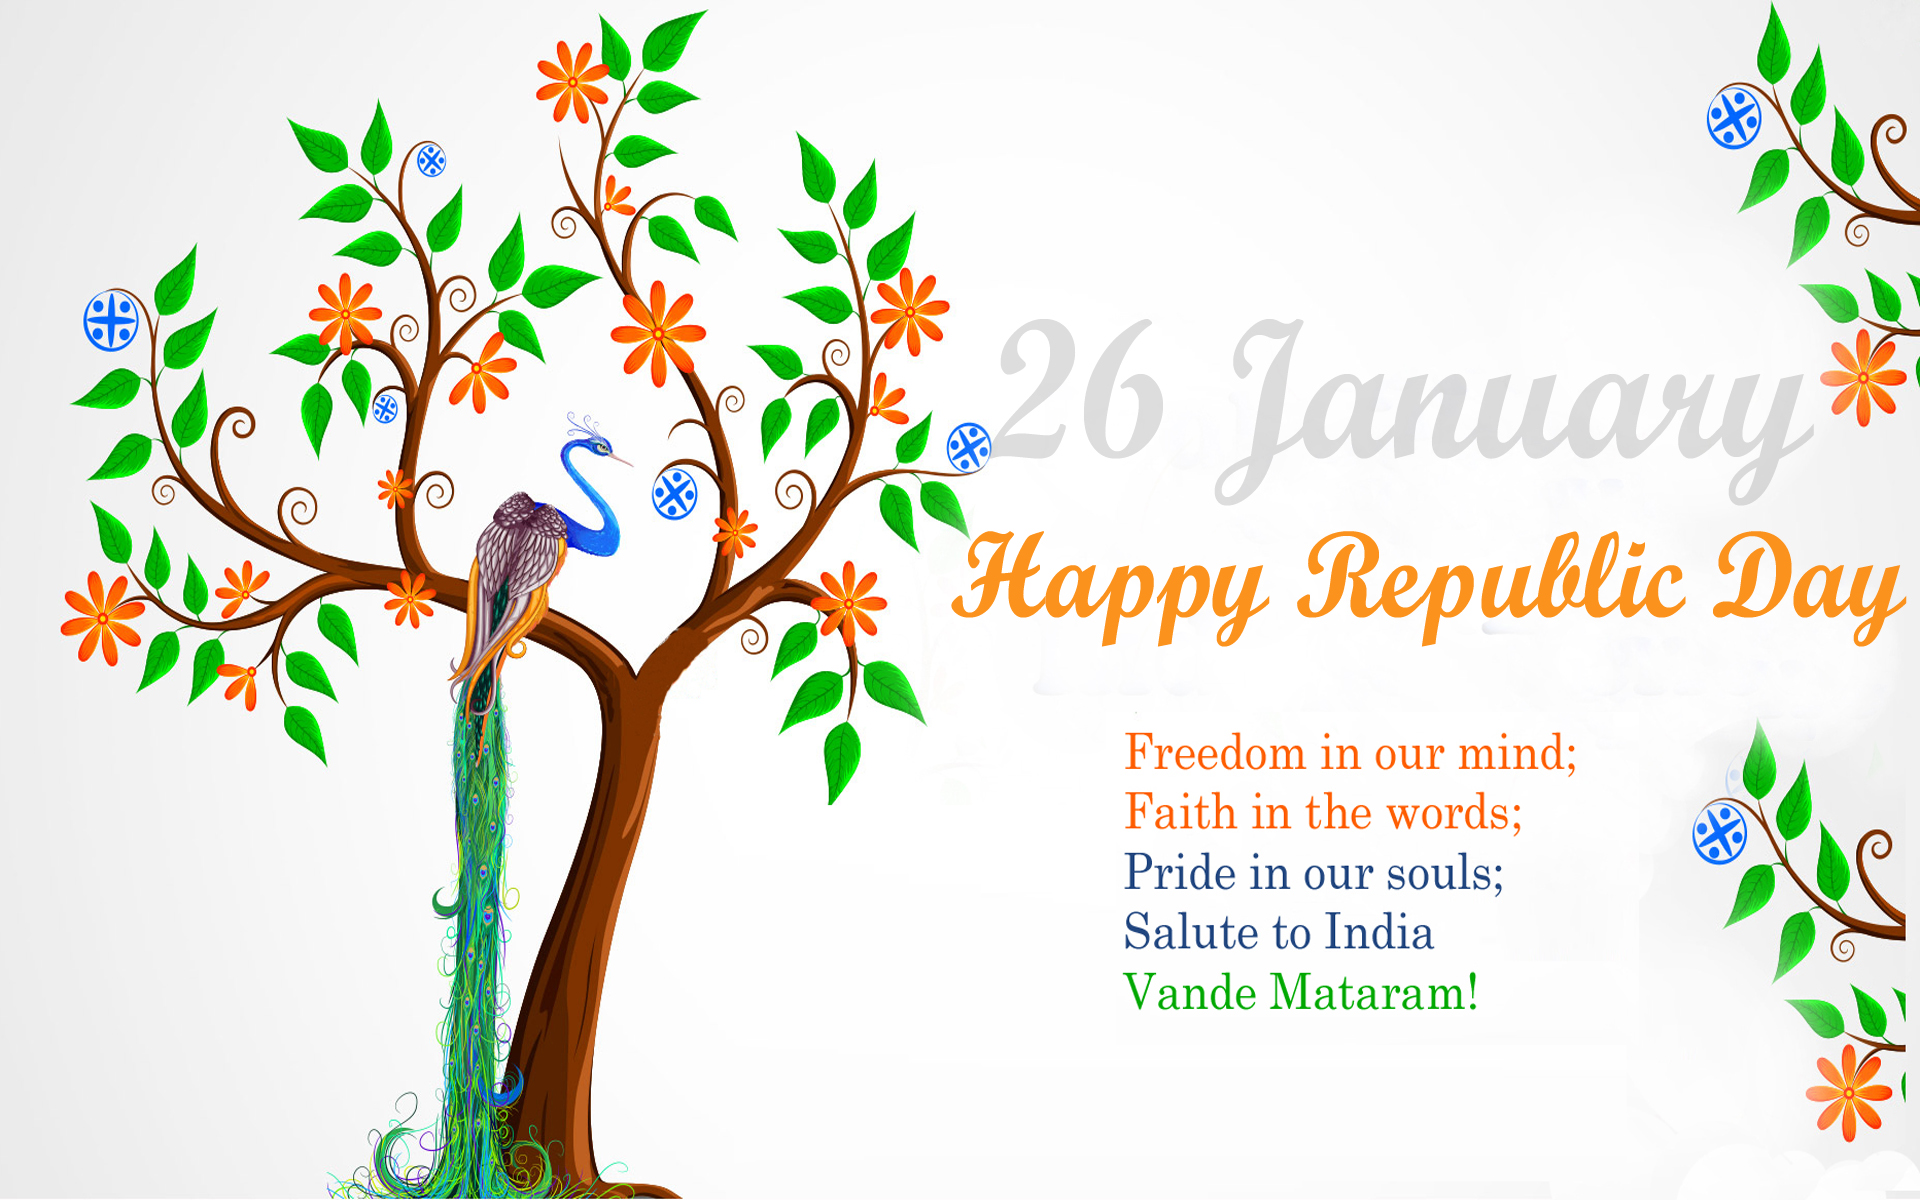 26 January
Happy Republic Day
Freedom in our mind;
Faith in the words;
Pride in our souls;
Salute to India
Vande Mataram!